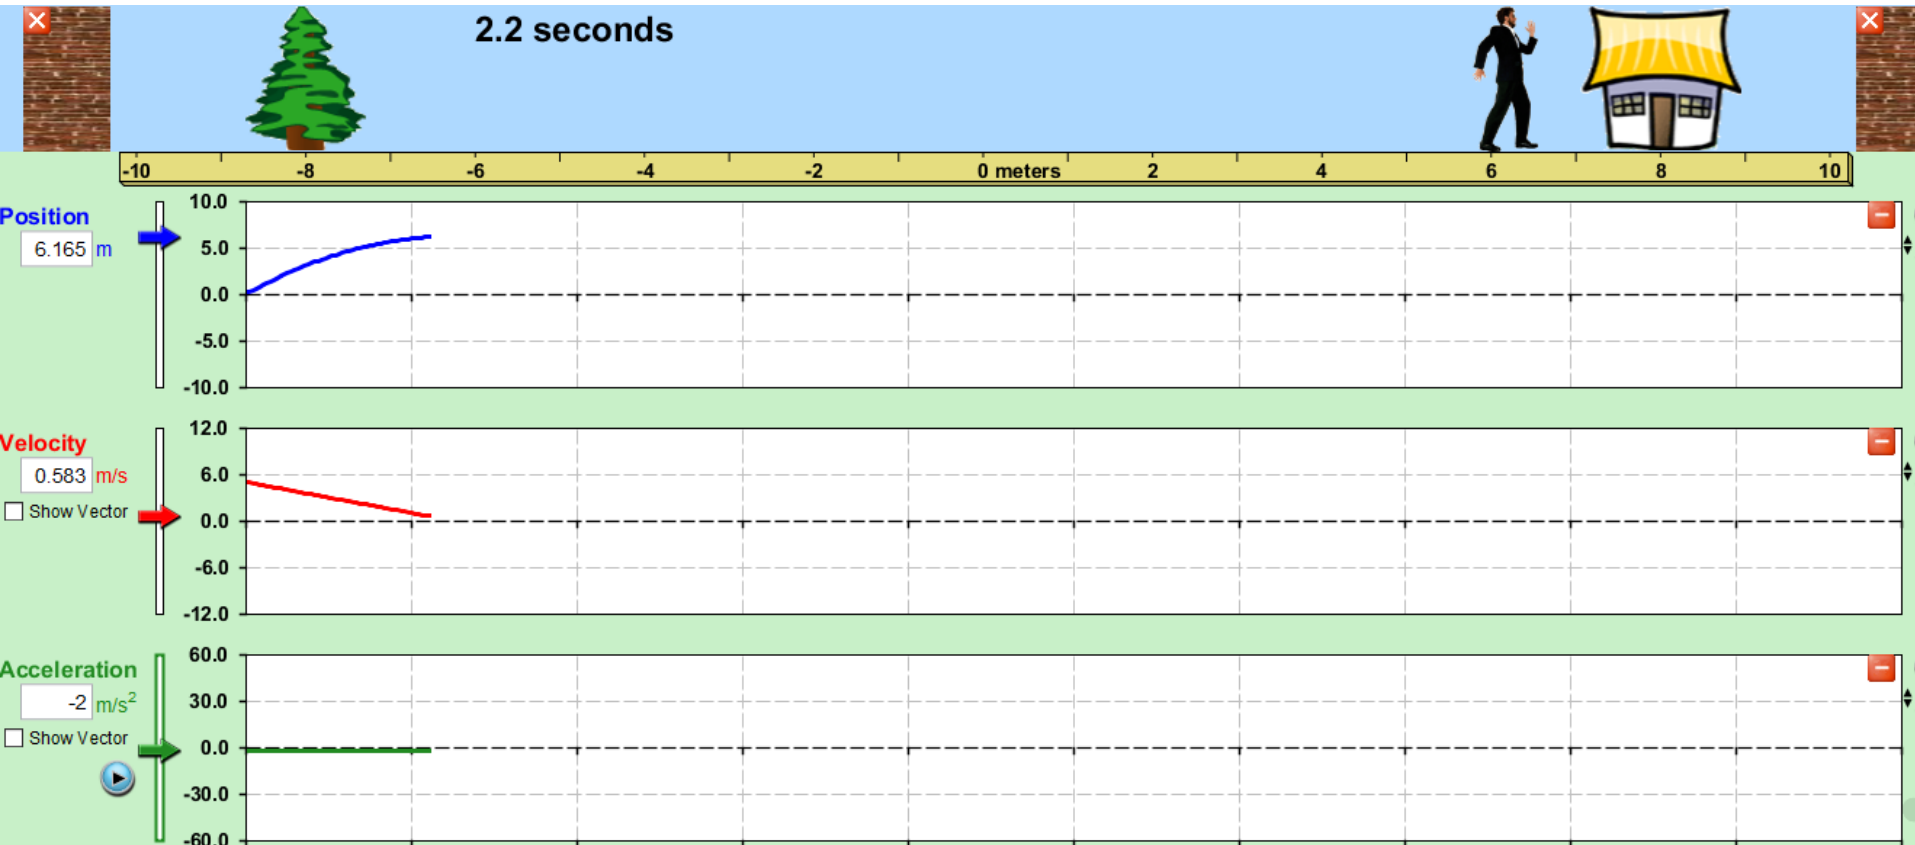 2.2 seconds
-10 -8 -6 -4 -2 0 meters 2 4 6 8 10
Position
6.165 m
10.0
5.0
0.0
-5.0
-10.0
Velocity
0.583 m/s
Show Vector
12.0
6.0
0.0
-6.0
-12.0
Acceleration
-2 m/s²
Show Vector
60.0
30.0
0.0
-30.0
-60.0